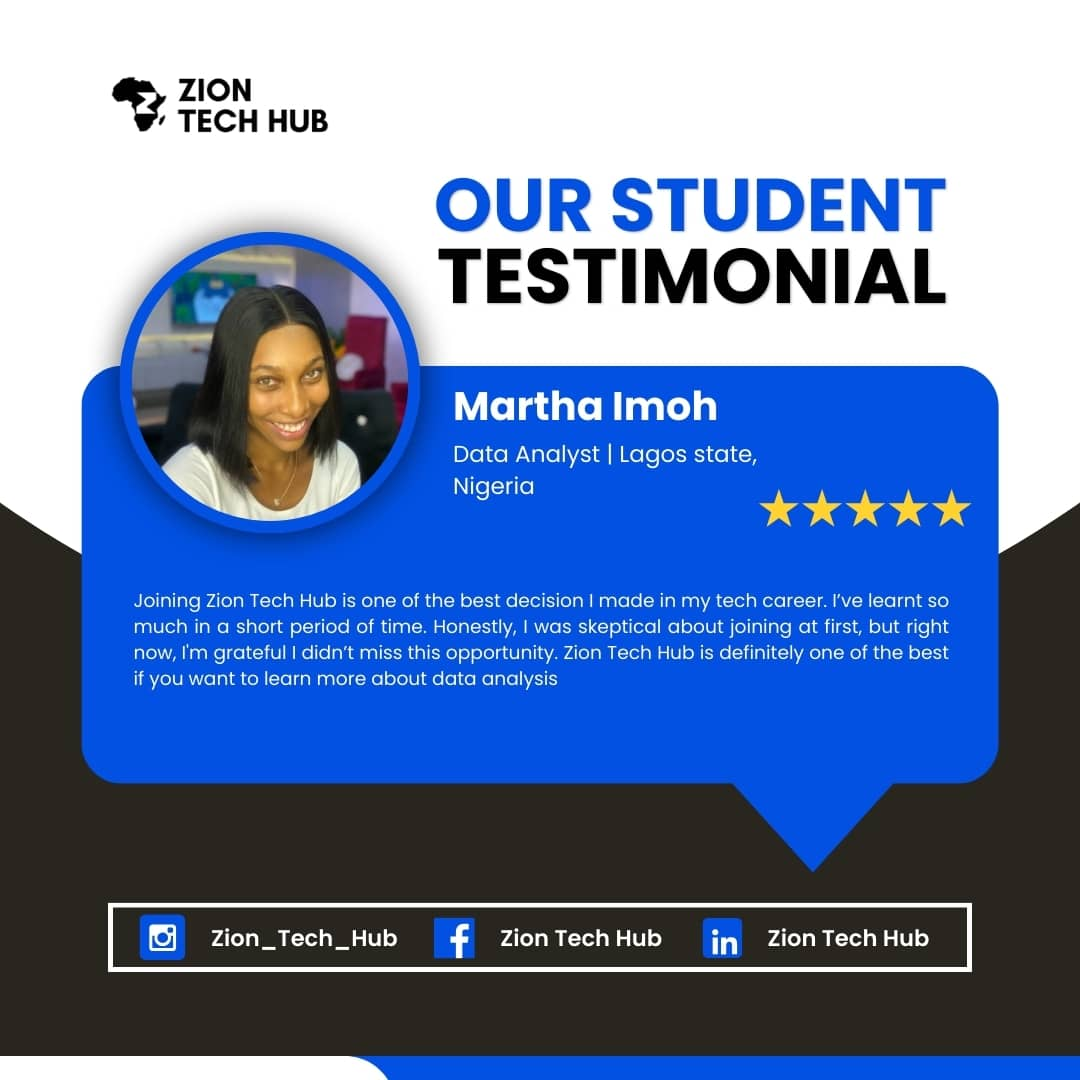 ZION
TECH HUB
OUR STUDENT
TESTIMONIAL
Martha Imoh
Data Analyst | Lagos state,
Nigeria
Joining Zion Tech Hub is one of the best decision I made in my tech career. I’ve learnt so
much in a short period of time. Honestly, I was skeptical about joining at first, but right
now, I'm grateful I didn’t miss this opportunity. Zion Tech Hub is definitely one of the best
if you want to learn more about data analysis
Zion_Tech_Hub
Zion Tech Hub
Zion Tech Hub